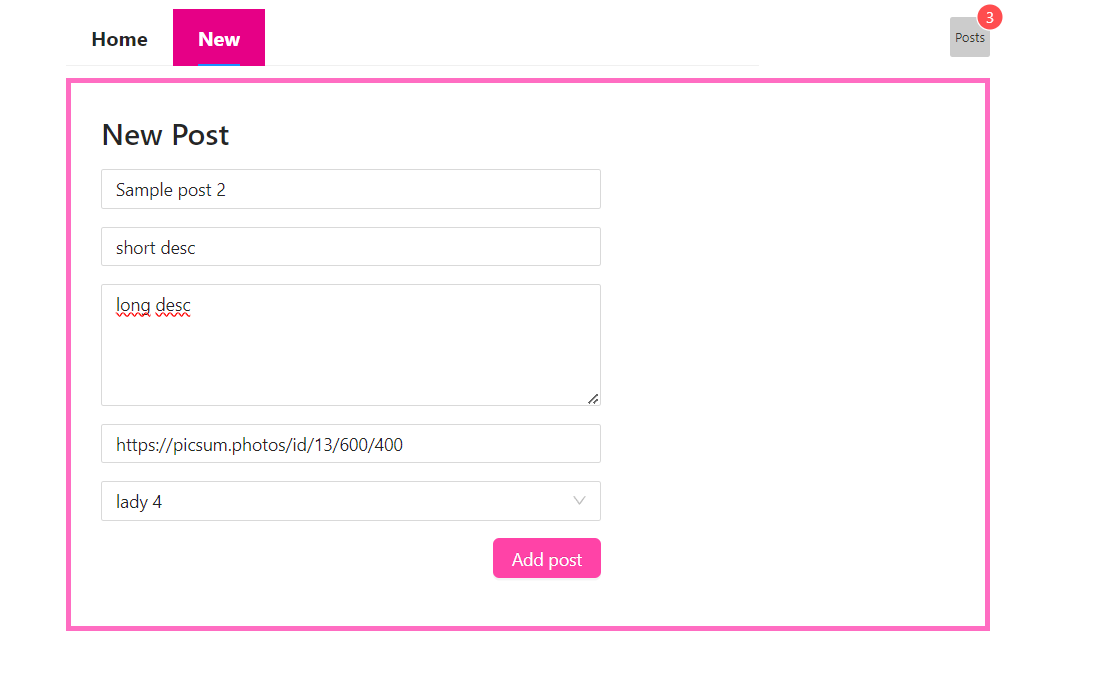 Home New
3
Posts
New Post
Sample post 2
short desc
long desc
https://picsum.photos/id/13/600/400
lady 4
Add post